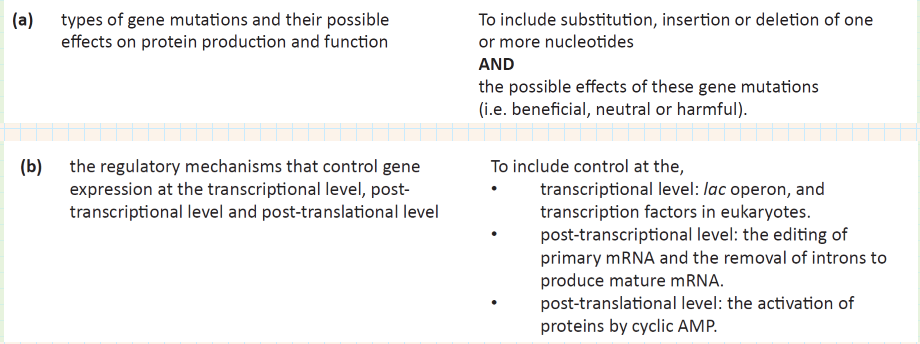 (a) types of gene mutations and their possible
effects on protein production and function
To include substitution, insertion or deletion of one
or more nucleotides
AND
the possible effects of these gene mutations
(i.e. beneficial, neutral or harmful).
(b) the regulatory mechanisms that control gene
expression at the transcriptional level, post-
transcriptional level and post-translational level
To include control at the,
• transcriptional level: lac operon, and
transcription factors in eukaryotes.
• post-transcriptional level: the editing of
primary mRNA and the removal of introns to
produce mature mRNA.
• post-translational level: the activation of
proteins by cyclic AMP.